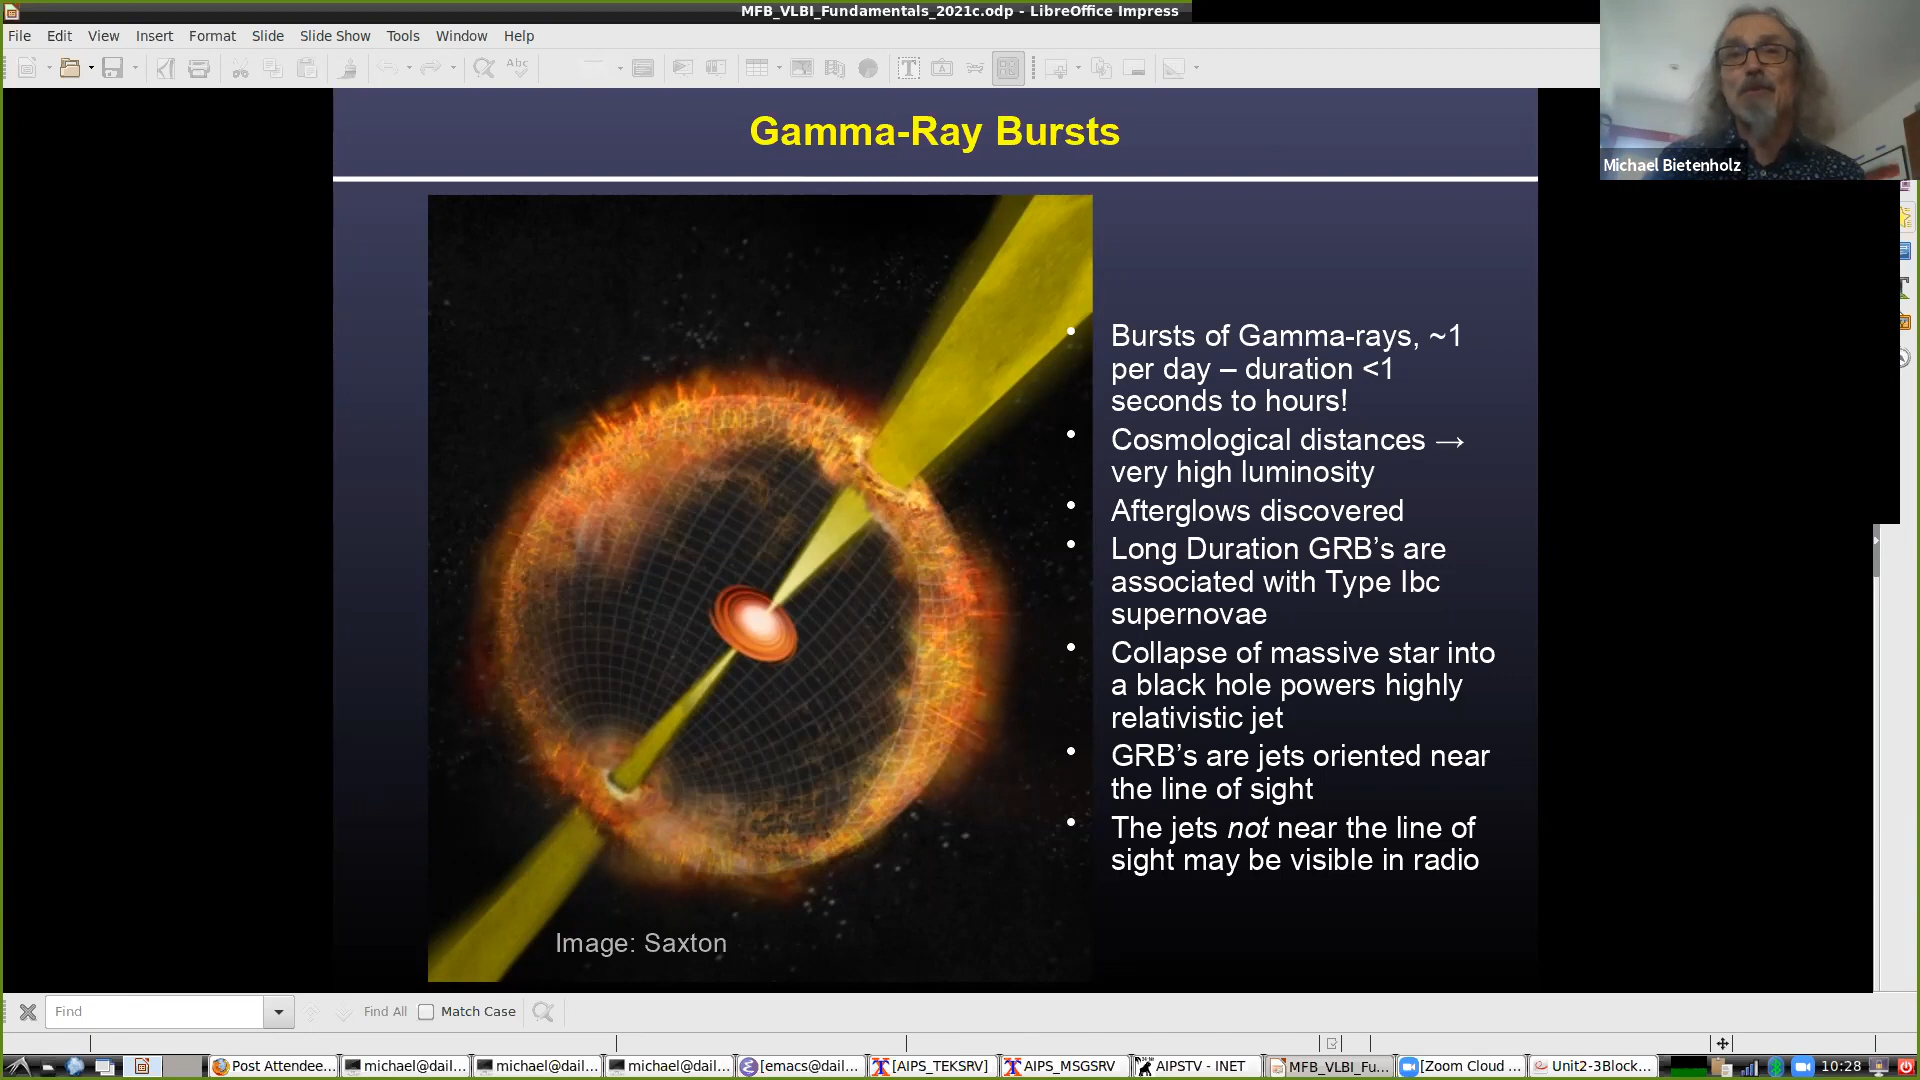 MFB_VLBI_Fundamentals_2021c.odp - LibreOffice Impress
File Edit View Insert Format Slide Slide Show Tools Window Help
Michael Bietenholz
Gamma-Ray Bursts
• Bursts of Gamma-rays, ~1
per day – duration <1
seconds to hours!
• Cosmological distances →
very high luminosity
• Afterglows discovered
• Long Duration GRB's are
associated with Type Ibc
supernovae
• Collapse of massive star into
a black hole powers highly
relativistic jet
• GRB's are jets oriented near
the line of sight
• The jets not near the line of
sight may be visible in radio
Image: Saxton
Find Find All Match Case
Post Attendee... michael@dail... michael@dail... michael@dail... [emacs@dail... [AIPS_TEKSRV] AIPS_MSGSRV AIPSTV - INET MFB_VLBI_Fu... [Zoom Cloud ... Unit2-3Block... 10:28